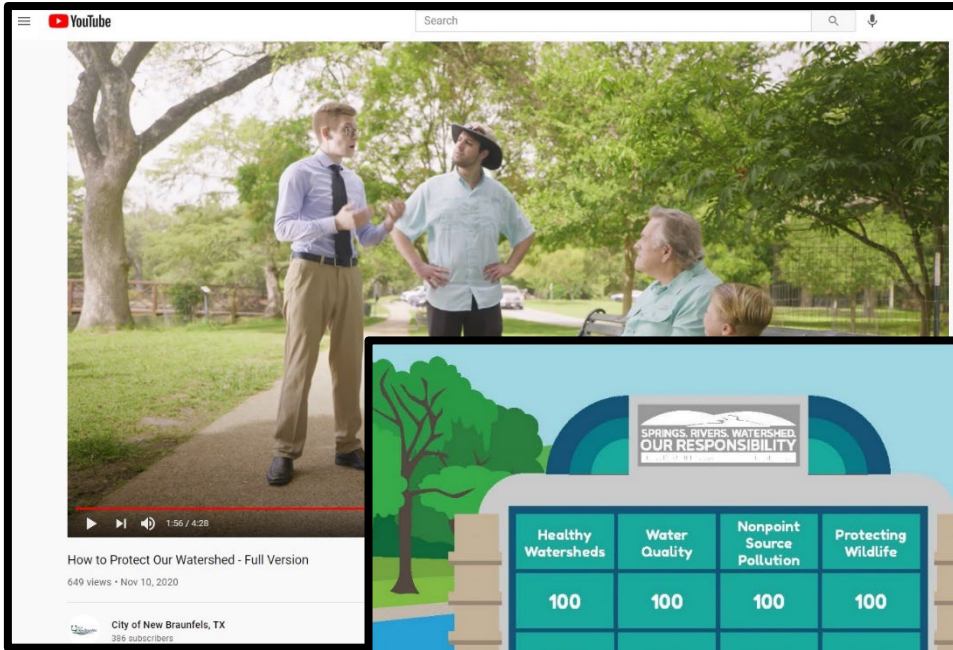 YouTube
Search
1:56 / 4:28
How to Protect Our Watershed - Full Version
649 views • Nov 10, 2020
City of New Braunfels, TX
386 subscribers
SPRINGS. RIVERS. WATERSHED.
OUR RESPONSIBILITY
Healthy
Watersheds
Water
Quality
Nonpoint
Source
Pollution
Protecting
Wildlife
100
100
100
100